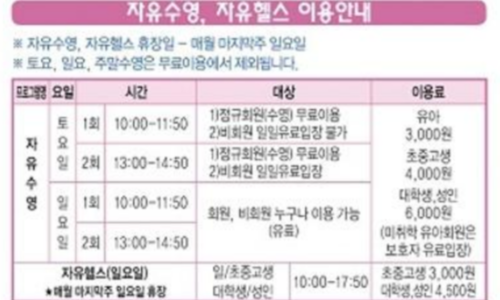 자유수영, 자유헬스 이용안내
※ 자유수영, 자유헬스 휴장일 - 매월 마지막주 일요일
※ 토요, 일요, 주말수영은 무료이용에서 제외됩니다.
프로그램명 요일 시간 대상 이용료
자유수영
토요일
1회 10:00-11:50
1)정규회원(수영) 무료이용
2)비회원 일일유료입장 불가
2회 13:00-14:50
1)정규회원(수영) 무료이용
2)비회원 일일유료입장
일요일
1회 10:00-11:50
2회 13:00-14:50
회원, 비회원 누구나 이용 가능
(유료)
유아
3,000원
초중고생
4,000원
대학생,성인
6,000원
(미취학 유아회원은
보호자 유료입장)
자유헬스(일요일)
★매월 마지막주 일요일 휴장
일/초중고생
대학생/성인
10:00-17:50
초중고생 3,000원
대학생,성인 4,500원